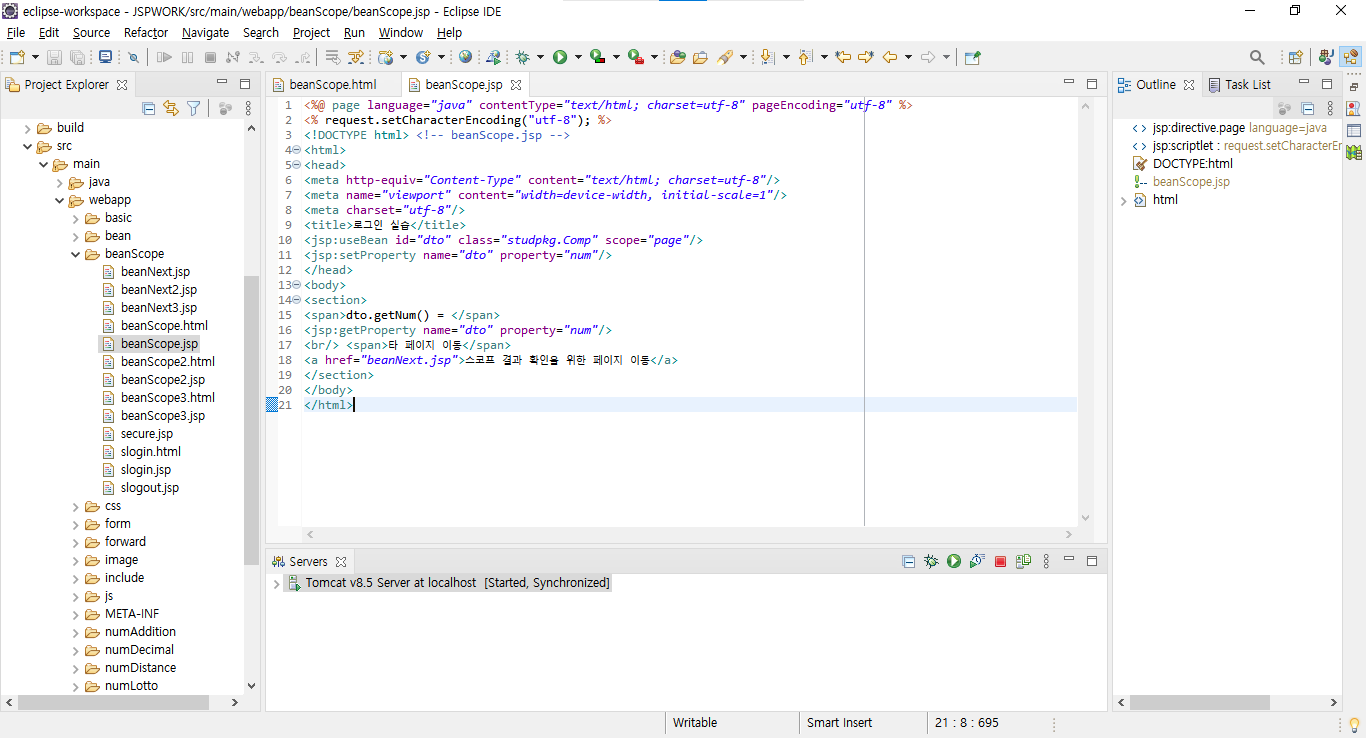 eclipse-workspace - JSPWORK/src/main/webapp/beanScope/beanScope.jsp - Eclipse IDE
File Edit Source Refactor Navigate Search Project Run Window Help
Project Explorer
build
src
main
java
webapp
basic
bean
beanScope
beanNext.jsp
beanNext2.jsp
beanNext3.jsp
beanScope.html
beanScope.jsp
beanScope2.html
beanScope2.jsp
beanScope3.html
beanScope3.jsp
secure.jsp
slogin.html
slogin.jsp
slogout.jsp
css
form
forward
image
include
js
META-INF
numAddition
numDecimal
numDistance
numLotto
beanScope.html beanScope.jsp
1 <%@ page language="java" contentType="text/html; charset=utf-8" pageEncoding="utf-8" %>
2 <% request.setCharacterEncoding("utf-8"); %>
3 <!DOCTYPE html> <!-- beanScope.jsp -->
4 <html>
5 <head>
6 <meta http-equiv="Content-Type" content="text/html; charset=utf-8"/>
7 <meta name="viewport" content="width=device-width, initial-scale=1"/>
8 <meta charset="utf-8"/>
9 <title>로그인 실습</title>
10 <jsp:useBean id="dto" class="studpkg.Comp" scope="page"/>
11 <jsp:setProperty name="dto" property="num"/>
12 </head>
13 <body>
14 <section>
15 <span>dto.getNum() = </span>
16 <jsp:getProperty name="dto" property="num"/>
17 <br/> <span>타 페이지 이동</span>
18 <a href="beanNext.jsp">스코프 결과 확인을 위한 페이지 이동</a>
19 </section>
20 </body>
21 </html>
Servers
Tomcat v8.5 Server at localhost [Started, Synchronized]
Outline Task List
jsp:directive.page language=java
jsp:scriptlet : request.setCharacterEr
DOCTYPE:html
beanScope.jsp
html
Writable Smart Insert 21 : 8 : 695